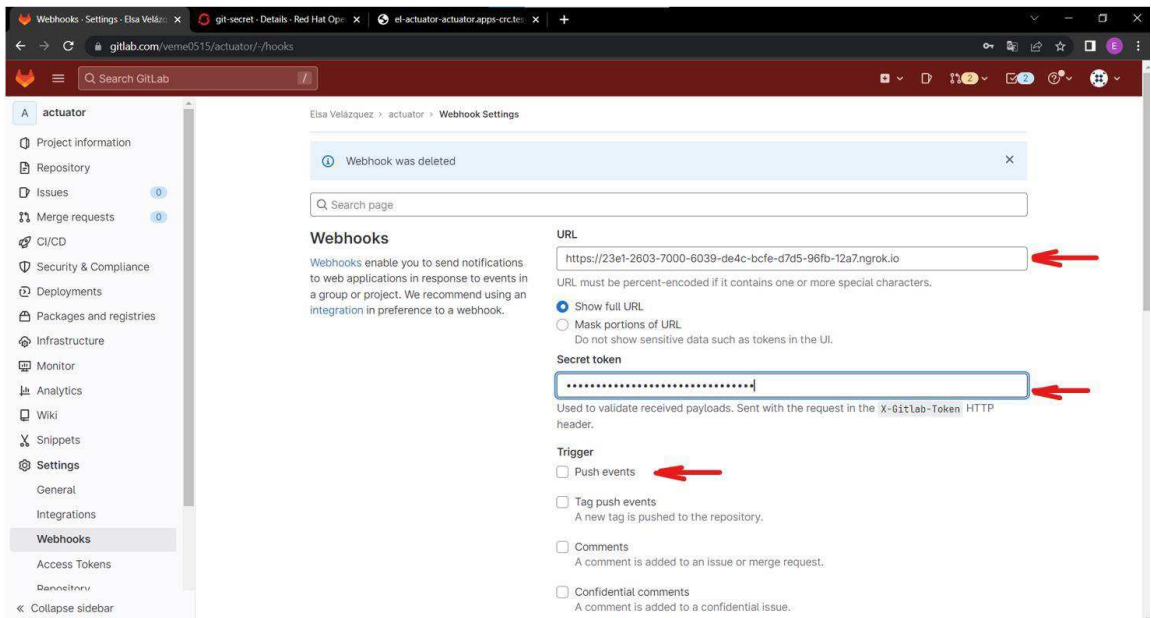 Webhooks · Settings · Elsa Velázq
git-secret · Details · Red Hat Ope
el-actuator-actuator.apps-crc.tes
gitlab.com/veme0515/actuator/-/hooks
E
Search GitLab
/
2
2
A actuator
Project information
Repository
Issues 0
Merge requests 0
CI/CD
Security & Compliance
Deployments
Packages and registries
Infrastructure
Monitor
Analytics
Wiki
Snippets
Settings
General
Integrations
Webhooks
Access Tokens
Repository
« Collapse sidebar
Elsa Velázquez > actuator > Webhook Settings
Webhook was deleted
Search page
Webhooks
Webhooks enable you to send notifications
to web applications in response to events in
a group or project. We recommend using an
integration in preference to a webhook.
URL
https://23e1-2603-7000-6039-de4c-bcfe-d7d5-96fb-12a7.ngrok.io
URL must be percent-encoded if it contains one or more special characters.
Show full URL
Mask portions of URL
Do not show sensitive data such as tokens in the UI.
Secret token
Used to validate received payloads. Sent with the request in the X-Gitlab-Token HTTP
header.
Trigger
Push events
Tag push events
A new tag is pushed to the repository.
Comments
A comment is added to an issue or merge request.
Confidential comments
A comment is added to a confidential issue.